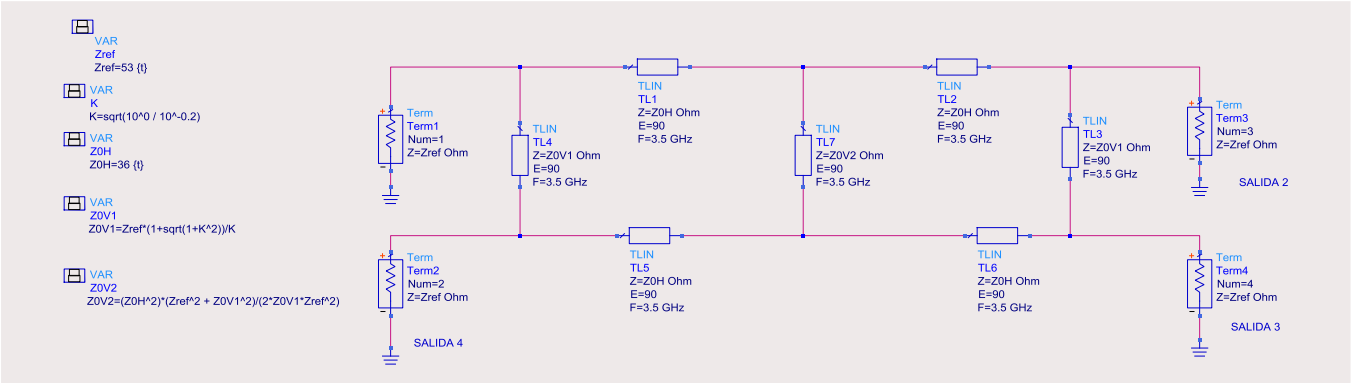 VAR
Zref
Zref=53 {t}
VAR
K
K=sqrt(10^0 / 10^-0.2)
VAR
Z0H
Z0H=36 {t}
VAR
Z0V1
Z0V1=Zref*(1+sqrt(1+K^2))/K
VAR
Z0V2
Z0V2=(Z0H^2)*(Zref^2 + Z0V1^2)/(2*Z0V1*Zref^2)
+
Term
Term1
Num=1
Z=Zref Ohm
-
TLIN
TL4
Z=Z0V1 Ohm
E=90
F=3.5 GHz
TLIN
TL1
Z=Z0H Ohm
E=90
F=3.5 GHz
TLIN
TL7
Z=Z0V2 Ohm
E=90
F=3.5 GHz
TLIN
TL2
Z=Z0H Ohm
E=90
F=3.5 GHz
TLIN
TL3
Z=Z0V1 Ohm
E=90
F=3.5 GHz
+
Term
Term3
Num=3
Z=Zref Ohm
-
SALIDA 2
+
Term
Term2
Num=2
Z=Zref Ohm
-
SALIDA 4
TLIN
TL5
Z=Z0H Ohm
E=90
F=3.5 GHz
TLIN
TL6
Z=Z0H Ohm
E=90
F=3.5 GHz
+
Term
Term4
Num=4
Z=Zref Ohm
-
SALIDA 3